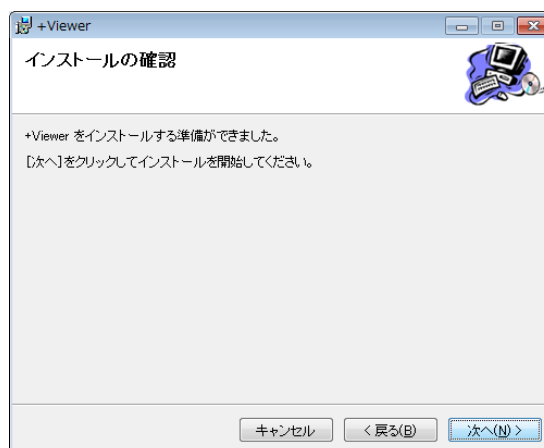 +Viewer
インストールの確認
+Viewer をインストールする準備ができました。
[次へ]をクリックしてインストールを開始してください。
キャンセル
< 戻る(B)
次へ(N) >